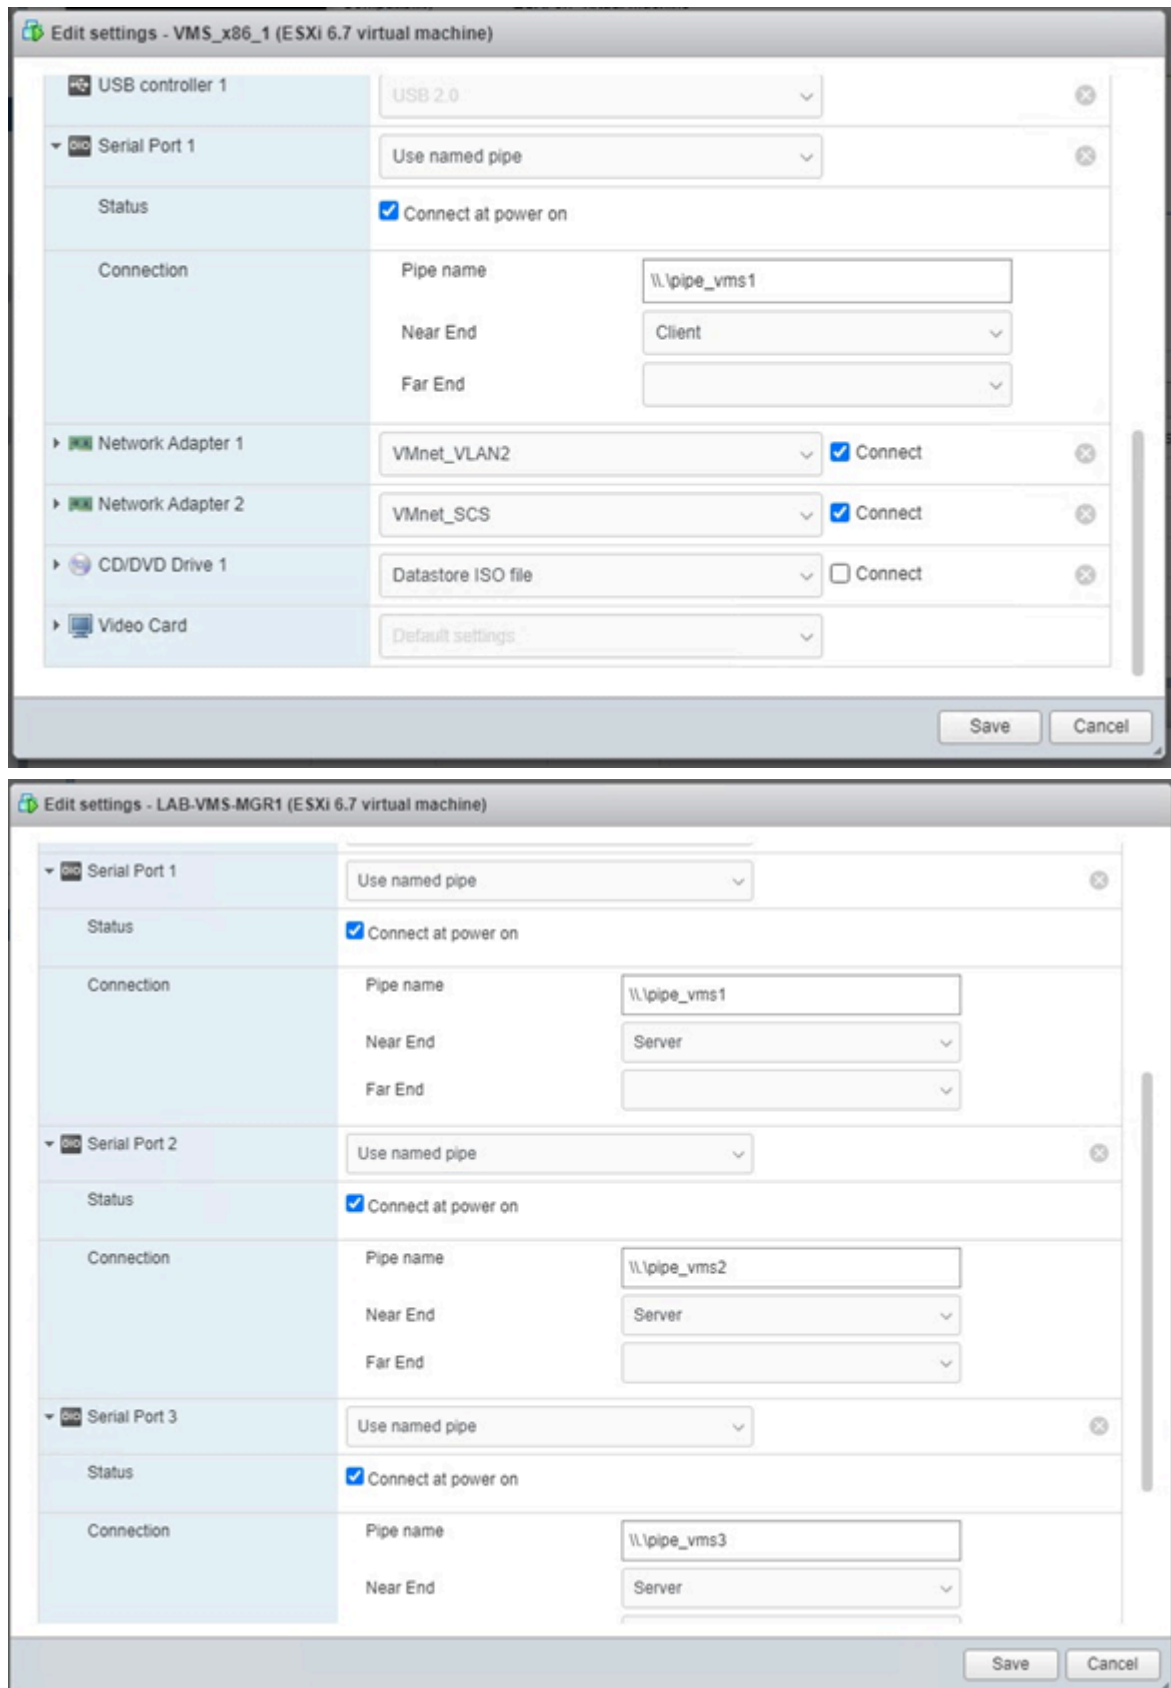 Edit settings - VMS_x86_1 (ESXi 6.7 virtual machine)
USB controller 1
USB 2.0
Serial Port 1
Use named pipe
Status
Connect at power on
Connection
Pipe name
\\.\pipe_vms1
Near End
Client
Far End
Network Adapter 1
VMnet_VLAN2
Connect
Network Adapter 2
VMnet_SCS
Connect
CD/DVD Drive 1
Datastore ISO file
Connect
Video Card
Default settings
Save
Cancel
Edit settings - LAB-VMS-MGR1 (ESXi 6.7 virtual machine)
Serial Port 1
Use named pipe
Status
Connect at power on
Connection
Pipe name
\\.\pipe_vms1
Near End
Server
Far End
Serial Port 2
Use named pipe
Status
Connect at power on
Connection
Pipe name
\\.\pipe_vms2
Near End
Server
Far End
Serial Port 3
Use named pipe
Status
Connect at power on
Connection
Pipe name
\\.\pipe_vms3
Near End
Server
Save
Cancel